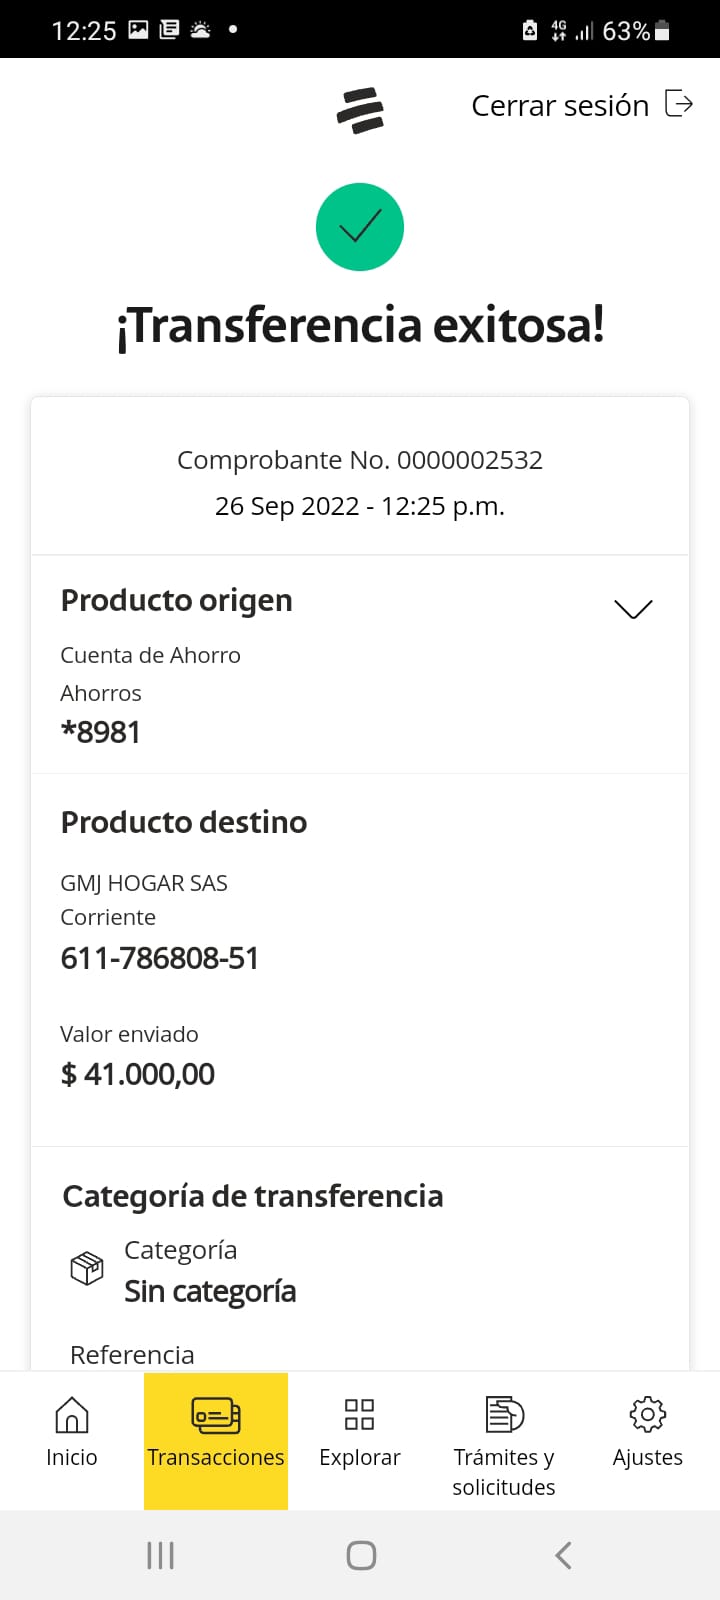 12:25
4G
63%
Cerrar sesión
¡Transferencia exitosa!
Comprobante No. 0000002532
26 Sep 2022 - 12:25 p.m.
Producto origen
Cuenta de Ahorro
Ahorros
*8981
Producto destino
GMJ HOGAR SAS
Corriente
611-786808-51
Valor enviado
$ 41.000,00
Categoría de transferencia
Categoría
Sin categoría
Referencia
Inicio
Transacciones
Explorar
Trámites y
solicitudes
Ajustes